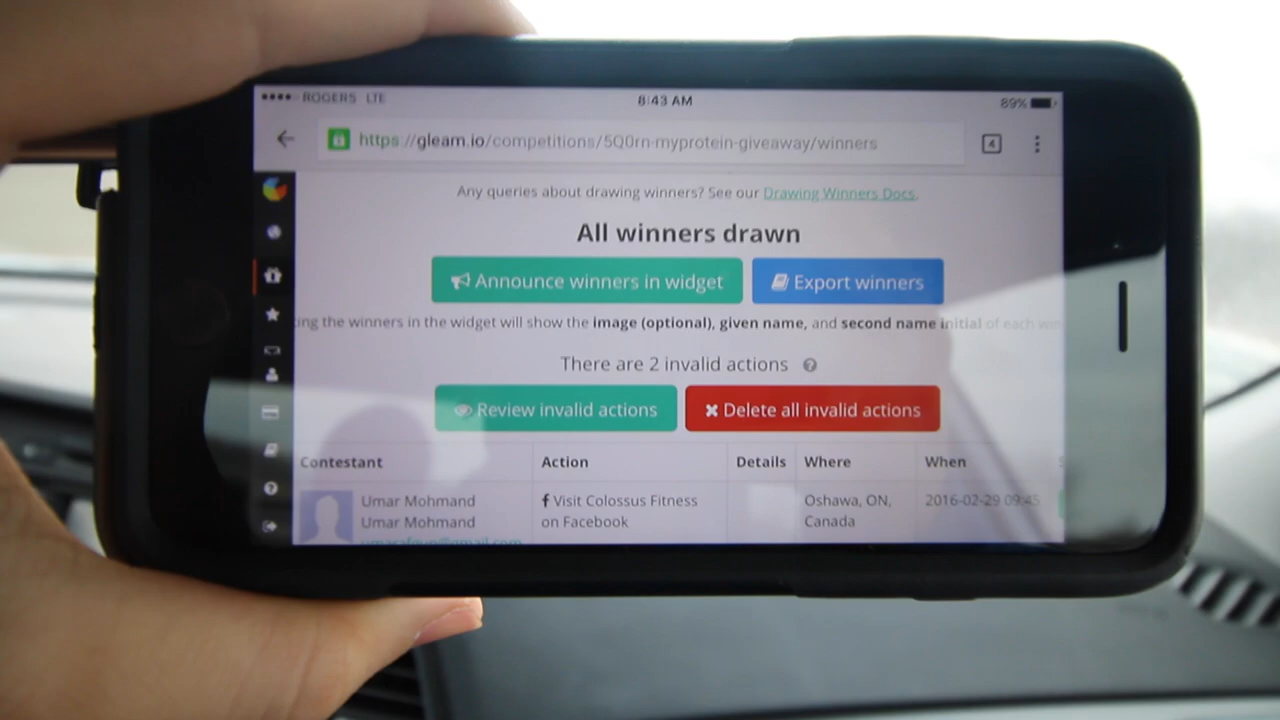 ROGERS LTE 8:43 AM 89%
https://gleam.io/competitions/5Q0rn-myprotein-giveaway/winners 4
Any queries about drawing winners? See our Drawing Winners Docs.
All winners drawn
Announce winners in widget Export winners
ing the winners in the widget will show the image (optional), given name, and second name initial of each win
There are 2 invalid actions ?
Review invalid actions Delete all invalid actions
Contestant Action Details Where When
Umar Mohmand Visit Colossus Fitness Oshawa, ON, 2016-02-29 09:45
Umar Mohmand on Facebook Canada